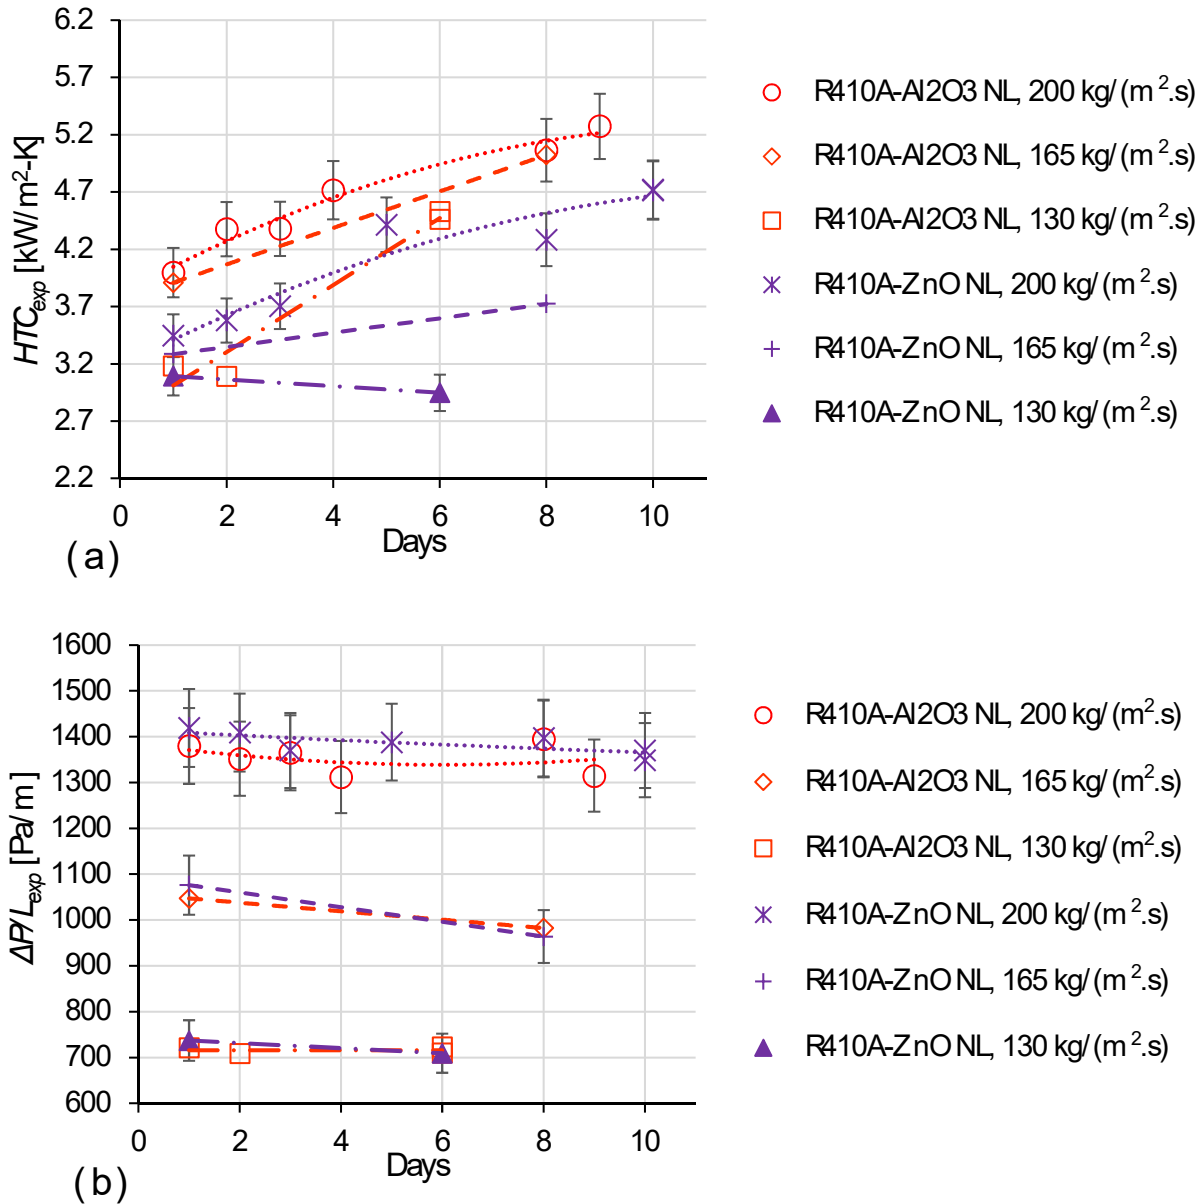 6.2
5.7
5.2
4.7
4.2
3.7
3.2
2.7
2.2
HTCexp [kW/m²-K]
0 2 4 6 8 10
Days
(a)
R410A-Al2O3 NL, 200 kg/(m².s)
R410A-Al2O3 NL, 165 kg/(m².s)
R410A-Al2O3 NL, 130 kg/(m².s)
R410A-ZnO NL, 200 kg/(m².s)
R410A-ZnO NL, 165 kg/(m².s)
R410A-ZnO NL, 130 kg/(m².s)
1600
1500
1400
1300
1200
1100
1000
900
800
700
600
ΔP/Lexp [Pa/m]
0 2 4 6 8 10
Days
(b)
R410A-Al2O3 NL, 200 kg/(m².s)
R410A-Al2O3 NL, 165 kg/(m².s)
R410A-Al2O3 NL, 130 kg/(m².s)
R410A-ZnO NL, 200 kg/(m².s)
R410A-ZnO NL, 165 kg/(m².s)
R410A-ZnO NL, 130 kg/(m².s)